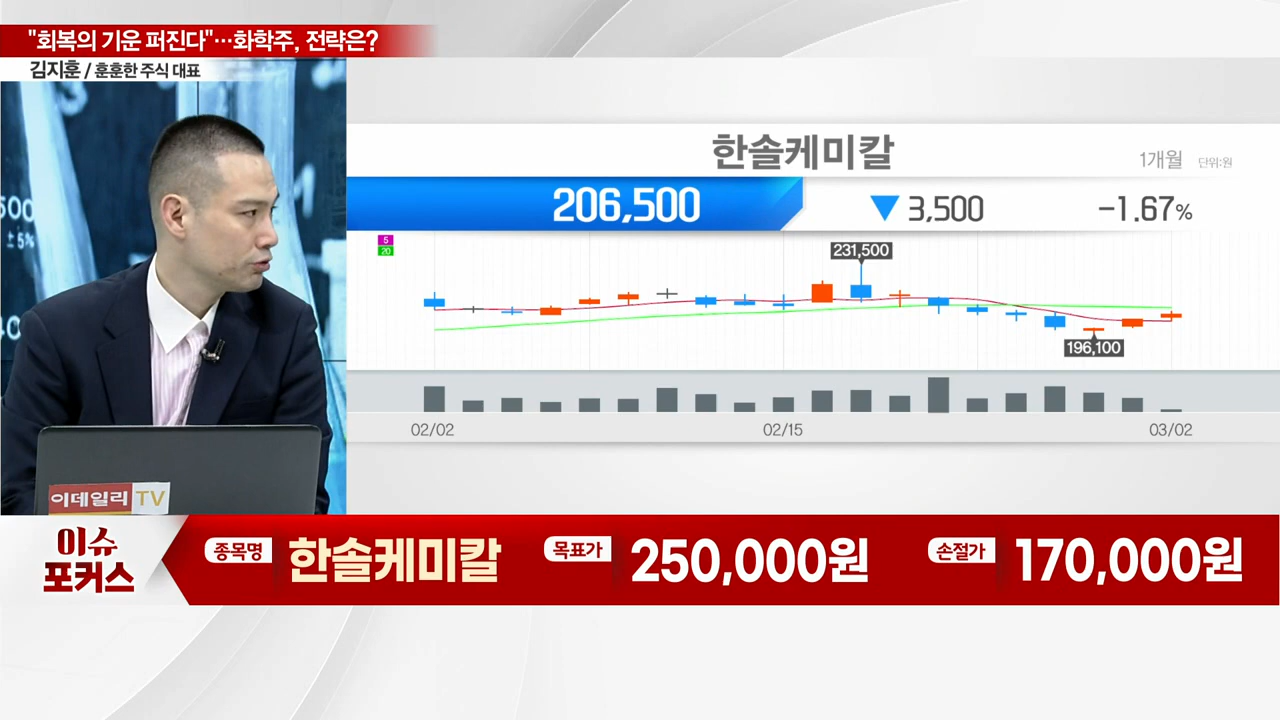 "회복의 기운 퍼진다"…화학주, 전략은?
김지훈 / 훈훈한 주식 대표
한솔케미칼
1개월 단위:원
206,500 ▼ 3,500 -1.67%
5
20
231,500
196,100
02/02 02/15 03/02
500
±5%
이데일리 TV
이슈
포커스
종목명 한솔케미칼 목표가 250,000원 손절가 170,000원